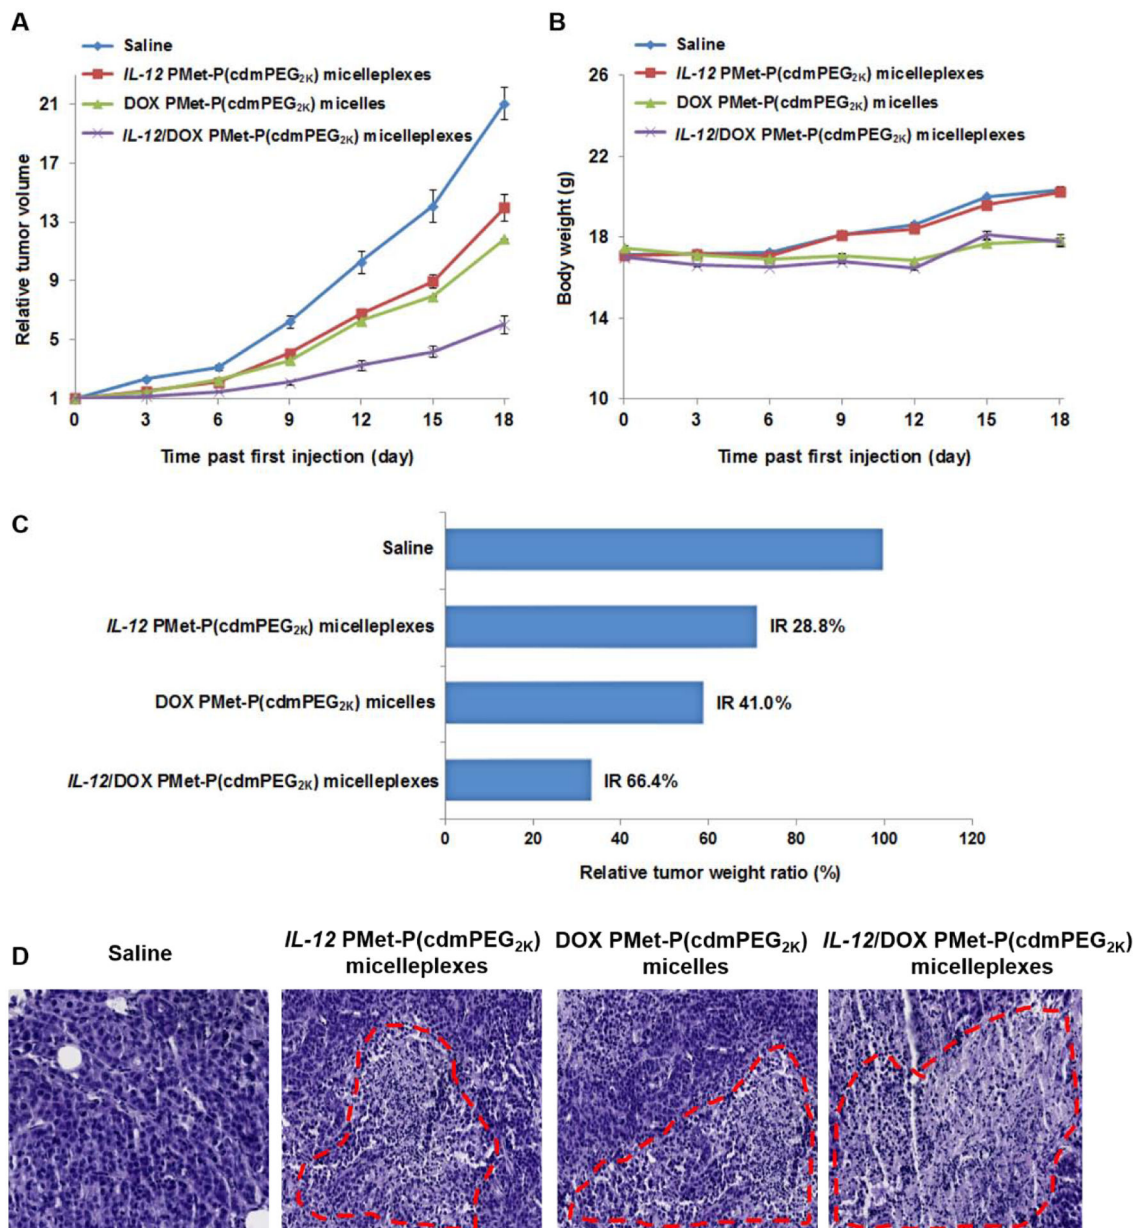 A
Saline
IL-12 PMet-P(cdmPEG2K) micelleplexes
DOX PMet-P(cdmPEG2K) micelles
IL-12/DOX PMet-P(cdmPEG2K) micelleplexes
Relative tumor volume
21
17
13
9
5
1
0 3 6 9 12 15 18
Time past first injection (day)
B
Saline
IL-12 PMet-P(cdmPEG2K) micelleplexes
DOX PMet-P(cdmPEG2K) micelles
IL-12/DOX PMet-P(cdmPEG2K) micelleplexes
Body weight (g)
26
22
18
14
10
0 3 6 9 12 15 18
Time past first injection (day)
C
Saline
IL-12 PMet-P(cdmPEG2K) micelleplexes IR 28.8%
DOX PMet-P(cdmPEG2K) micelles IR 41.0%
IL-12/DOX PMet-P(cdmPEG2K) micelleplexes IR 66.4%
0 20 40 60 80 100 120
Relative tumor weight ratio (%)
D
Saline
IL-12 PMet-P(cdmPEG2K)
micelleplexes
DOX PMet-P(cdmPEG2K)
micelles
IL-12/DOX PMet-P(cdmPEG2K)
micelleplexes